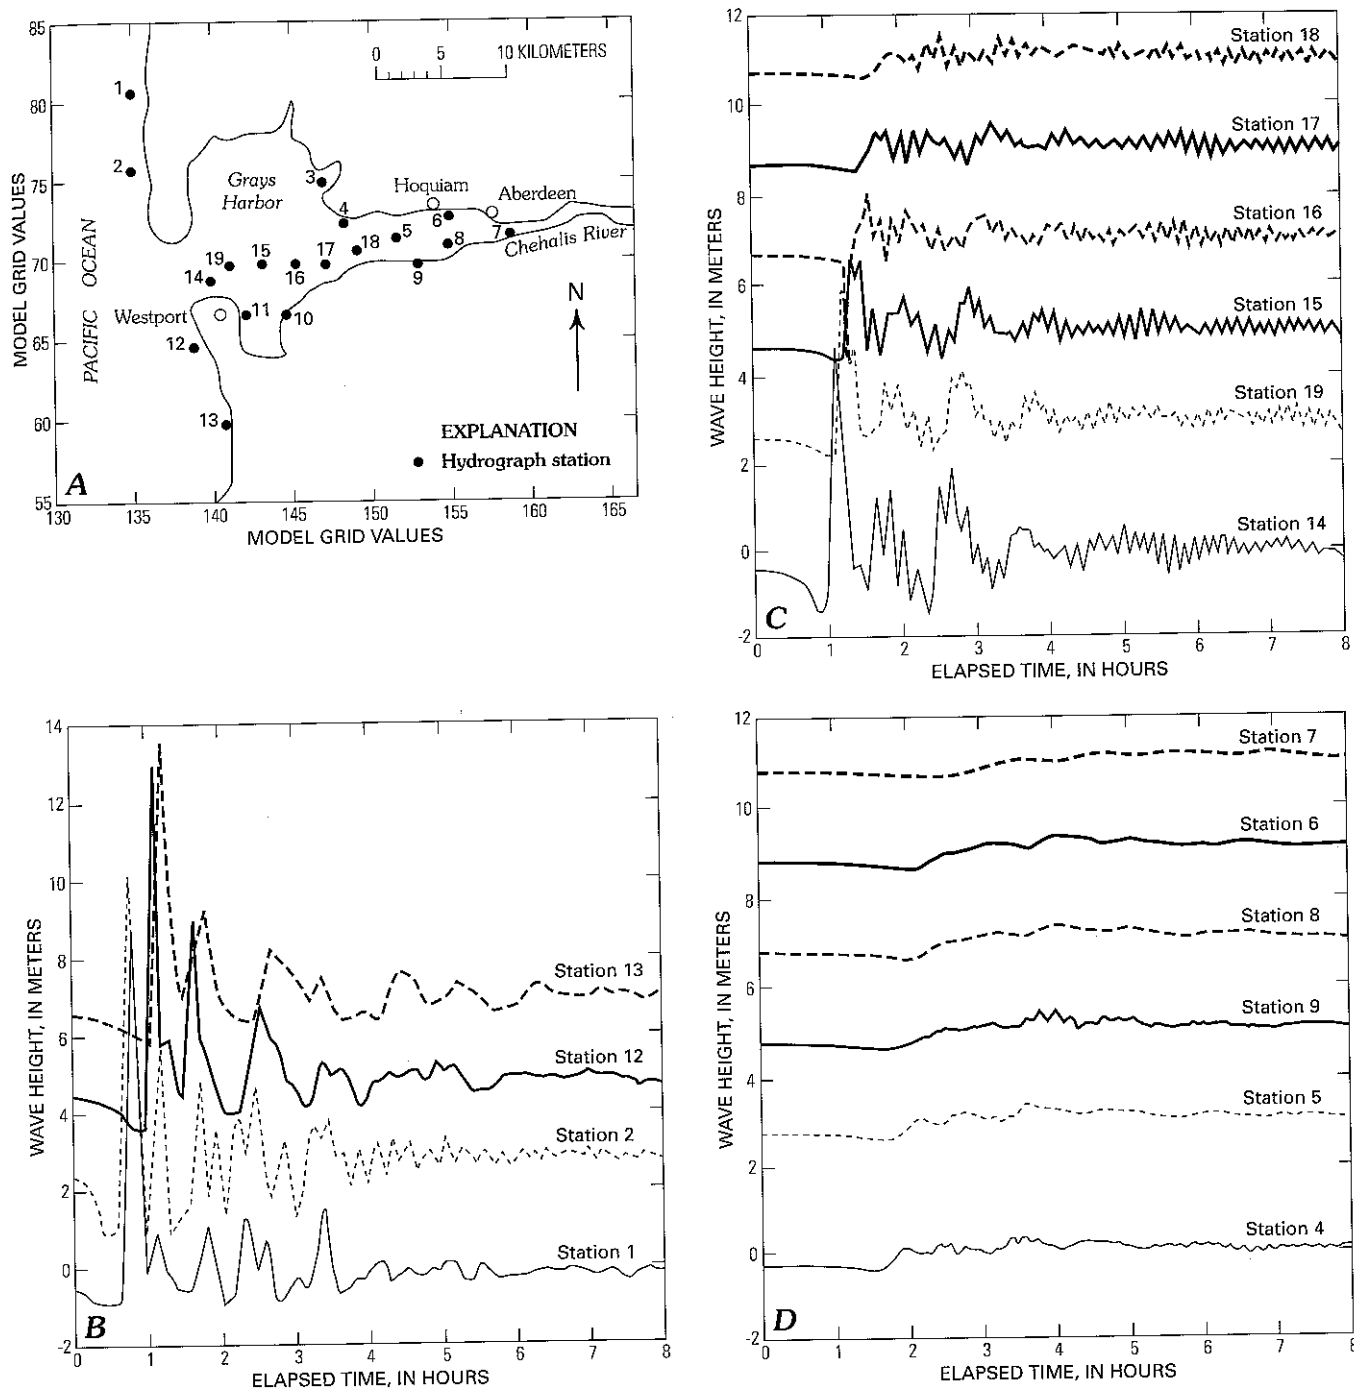 85
80
75
70
65
60
55
MODEL GRID VALUES
130
135
140
145
150
155
160
165
MODEL GRID VALUES
0
5
10 KILOMETERS
1
2
3
4
5
6
7
8
9
10
11
12
13
14
15
16
17
18
19
PACIFIC OCEAN
Grays
Harbor
Hoquiam
Aberdeen
Chehalis River
Westport
N
EXPLANATION
Hydrograph station
A
12
10
8
6
4
2
0
-2
WAVE HEIGHT, IN METERS
Station 18
Station 17
Station 16
Station 15
Station 19
Station 14
C
0
1
2
3
4
5
6
7
8
ELAPSED TIME, IN HOURS
14
12
10
8
6
4
2
0
-2
WAVE HEIGHT, IN METERS
Station 13
Station 12
Station 2
Station 1
B
0
1
2
3
4
5
6
7
8
ELAPSED TIME, IN HOURS
12
10
8
6
4
2
0
-2
WAVE HEIGHT, IN METERS
Station 7
Station 6
Station 8
Station 9
Station 5
Station 4
D
0
1
2
3
4
5
6
7
8
ELAPSED TIME, IN HOURS